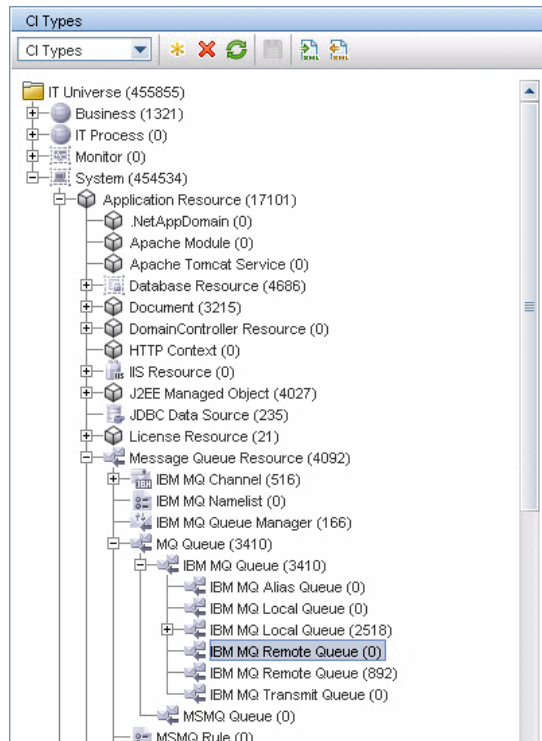 CI Types
CI Types
XML XML
IT Universe (455855)
Business (1321)
IT Process (0)
Monitor (0)
System (454534)
Application Resource (17101)
.NetAppDomain (0)
Apache Module (0)
Apache Tomcat Service (0)
Database Resource (4686)
Document (3215)
DomainController Resource (0)
HTTP Context (0)
IIS Resource (0)
J2EE Managed Object (4027)
JDBC Data Source (235)
License Resource (21)
Message Queue Resource (4092)
IBM MQ Channel (516)
IBM MQ Namelist (0)
IBM MQ Queue Manager (166)
MQ Queue (3410)
IBM MQ Queue (3410)
IBM MQ Alias Queue (0)
IBM MQ Local Queue (0)
IBM MQ Local Queue (2518)
IBM MQ Remote Queue (0)
IBM MQ Remote Queue (892)
IBM MQ Transmit Queue (0)
MSMQ Queue (0)
MSMQ Rule (0)